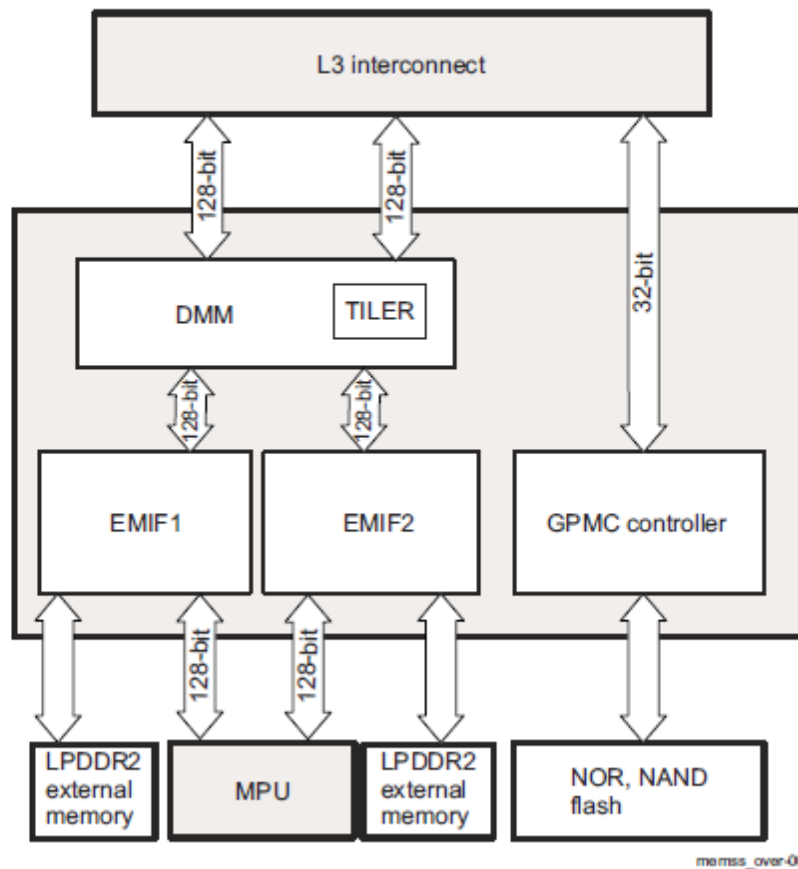 L3 interconnect
128-bit
128-bit
32-bit
DMM
TILER
128-bit
128-bit
EMIF1
EMIF2
GPMC controller
128-bit
128-bit
LPDDR2
external
memory
MPU
LPDDR2
external
memory
NOR, NAND
flash